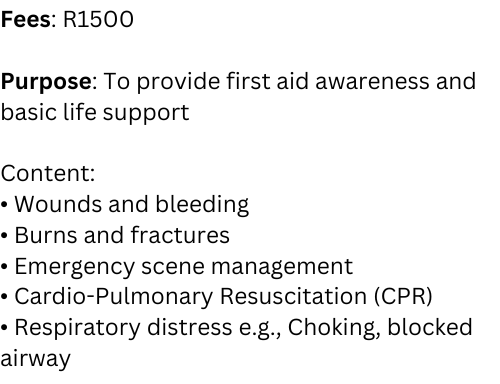 Fees: R1500
Purpose: To provide first aid awareness and
basic life support
Content:
• Wounds and bleeding
• Burns and fractures
• Emergency scene management
• Cardio-Pulmonary Resuscitation (CPR)
• Respiratory distress e.g., Choking, blocked
airway